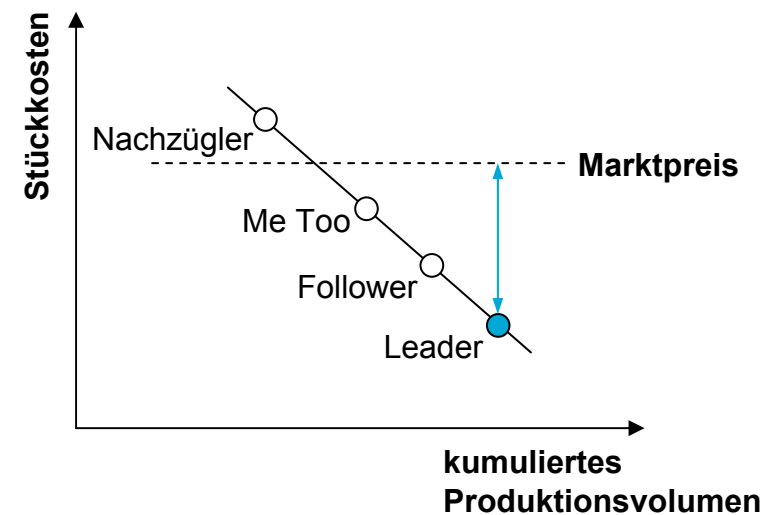 Stückkosten
Nachzügler
Marktpreis
Me Too
Follower
Leader
kumuliertes
Produktionsvolumen